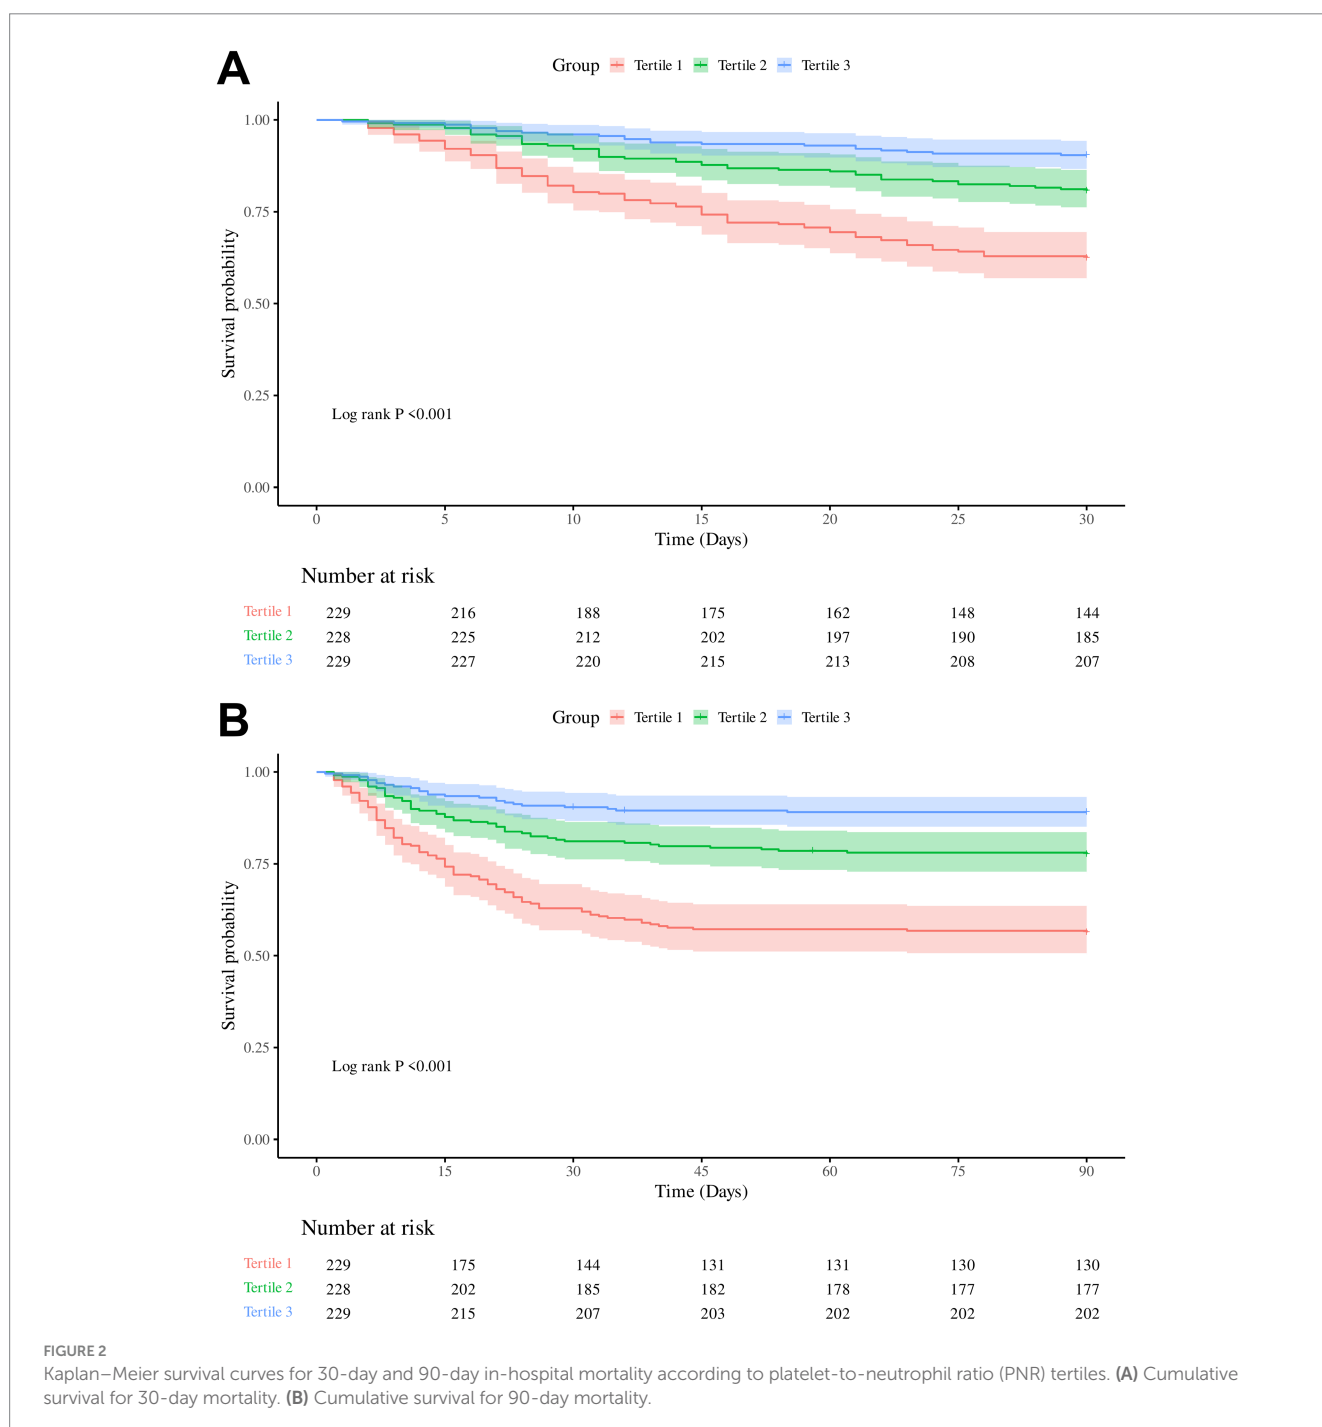 A
Group Tertile 1 Tertile 2 Tertile 3
1.00
0.75
0.50
0.25
0.00
Survival probability
Log rank P <0.001
0 5 10 15 20 25 30
Time (Days)
Number at risk
Tertile 1 229 216 188 175 162 148 144
Tertile 2 228 225 212 202 197 190 185
Tertile 3 229 227 220 215 213 208 207
B
Group Tertile 1 Tertile 2 Tertile 3
1.00
0.75
0.50
0.25
0.00
Survival probability
Log rank P <0.001
0 15 30 45 60 75 90
Time (Days)
Number at risk
Tertile 1 229 175 144 131 131 130 130
Tertile 2 228 202 185 182 178 177 177
Tertile 3 229 215 207 203 202 202 202
FIGURE 2
Kaplan–Meier survival curves for 30-day and 90-day in-hospital mortality according to platelet-to-neutrophil ratio (PNR) tertiles. (A) Cumulative
survival for 30-day mortality. (B) Cumulative survival for 90-day mortality.